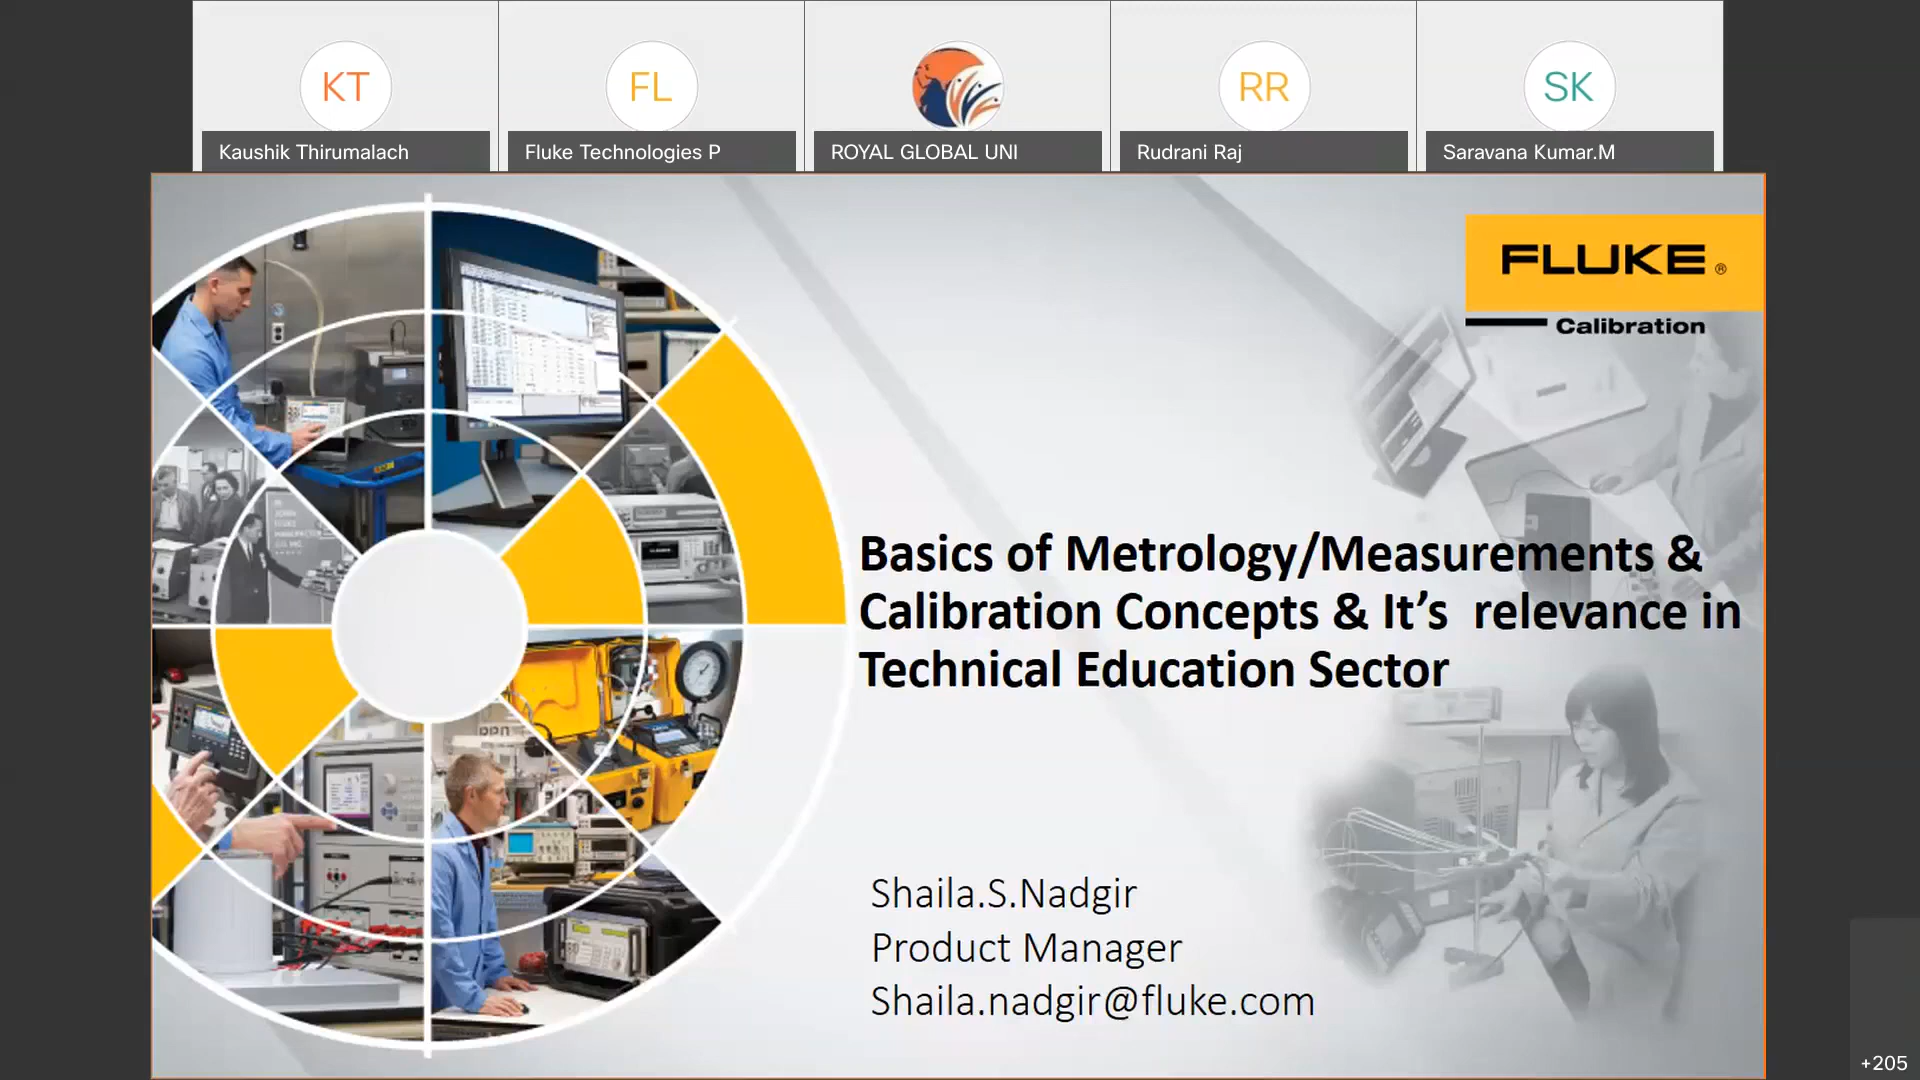 KT
FL
RR
SK
Kaushik Thirumalach
Fluke Technologies P
ROYAL GLOBAL UNI
Rudrani Raj
Saravana Kumar.M
FLUKE®
Calibration
Basics of Metrology/Measurements &
Calibration Concepts & It’s relevance in
Technical Education Sector
Shaila.S.Nadgir
Product Manager
Shaila.nadgir@fluke.com
+205